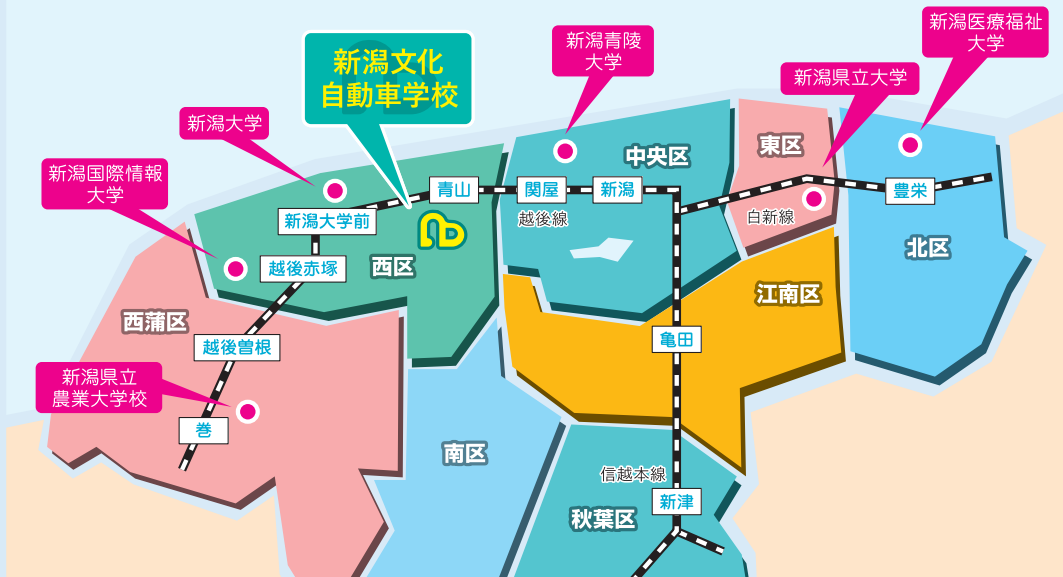 新潟医療福祉
大学
新潟青陵
大学
新潟文化
自動車学校
新潟県立大学
新潟大学
中央区
東区
新潟国際情報
大学
青山
関屋
新潟
豊栄
新潟大学前
越後線
白新線
北区
越後赤塚
西区
江南区
西蒲区
越後曽根
亀田
新潟県立
農業大学校
巻
南区
信越本線
新津
秋葉区